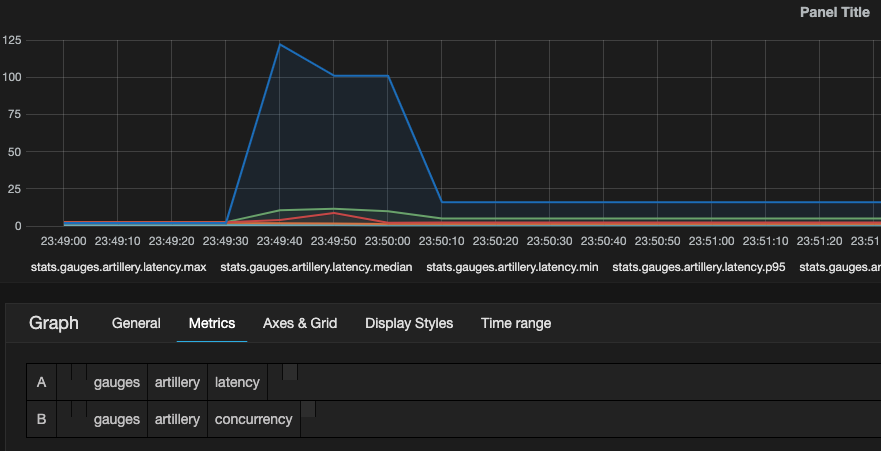 Panel Title
125
100
75
50
25
0
23:49:00 23:49:10 23:49:20 23:49:30 23:49:40 23:49:50 23:50:00 23:50:10 23:50:20 23:50:30 23:50:40 23:50:50 23:51:00 23:51:10 23:51:20 23:51
stats.gauges.artillery.latency.max stats.gauges.artillery.latency.median stats.gauges.artillery.latency.min stats.gauges.artillery.latency.p95 stats.gauges.ar
Graph General Metrics Axes & Grid Display Styles Time range
A gauges artillery latency
B gauges artillery concurrency